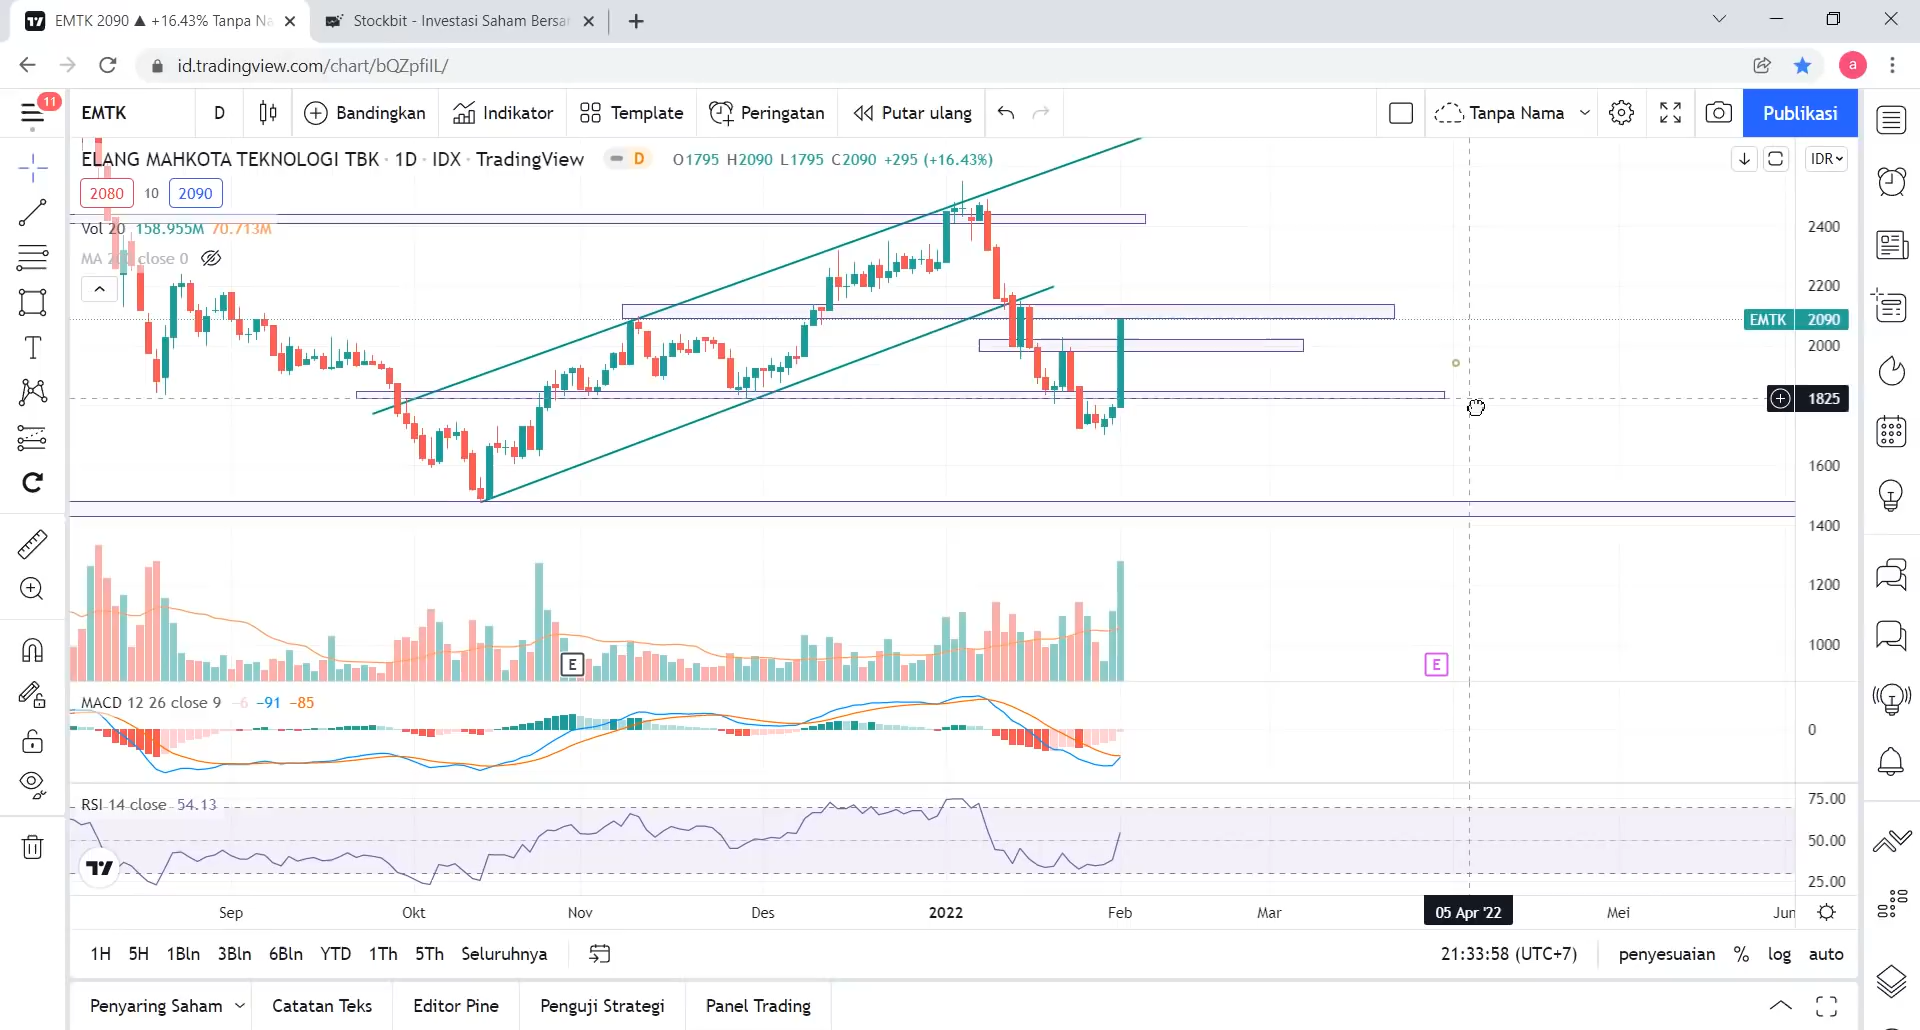 EMTK 2090 ▲ +16.43% Tanpa Na
Stockbit - Investasi Saham Bersar
id.tradingview.com/chart/bQZpfiIL/
a
11
EMTK D Bandingkan Indikator Template Peringatan Putar ulang Tanpa Nama Publikasi
ELANG MAHKOTA TEKNOLOGI TBK · 1D · IDX · TradingView D O1795 H2090 L1795 C2090 +295 (+16.43%) IDR
2080 10 2090
Vol 20 158.955M 70.713M
close 0
2400
2200
EMTK 2090
2000
1825
1600
1400
1200
1000
E E
MACD 12 26 close 9 −6 −91 −85
0
RSI 14 close 54.13
75.00
50.00
25.00
Sep Okt Nov Des 2022 Feb Mar 05 Apr '22 Mei Jun
1H 5H 1Bln 3Bln 6Bln YTD 1Th 5Th Seluruhnya 21:33:58 (UTC+7) penyesuaian % log auto
Penyaring Saham Catatan Teks Editor Pine Penguji Strategi Panel Trading